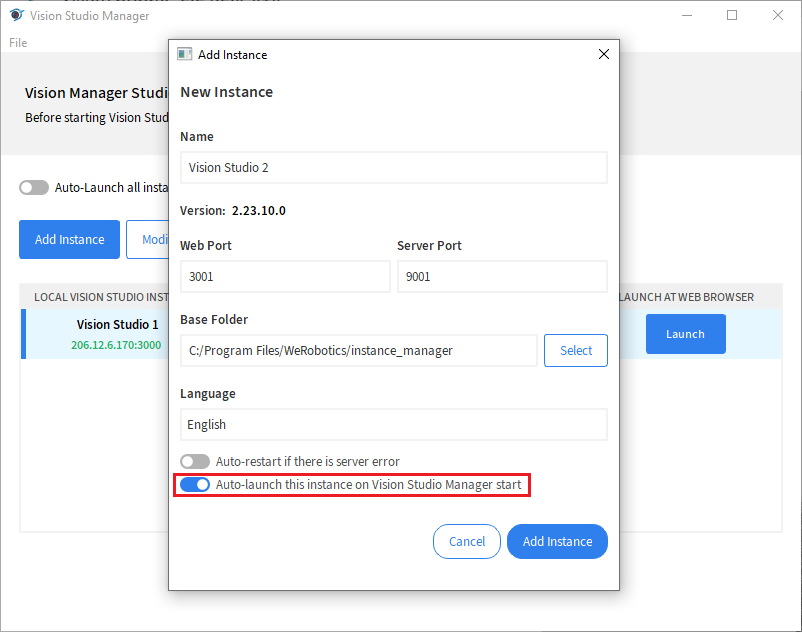 Vision Studio Manager
File
Vision Manager Studi
Before starting Vision Stud
Auto-Launch all insta
Add Instance
Modi
LOCAL VISION STUDIO INST
LAUNCH AT WEB BROWSER
Vision Studio 1
206.12.6.170:3000
Launch
Add Instance
New Instance
Name
Vision Studio 2
Version: 2.23.10.0
Web Port
Server Port
3001
9001
Base Folder
C:/Program Files/WeRobotics/instance_manager
Select
Language
English
Auto-restart if there is server error
Auto-launch this instance on Vision Studio Manager start
Cancel
Add Instance